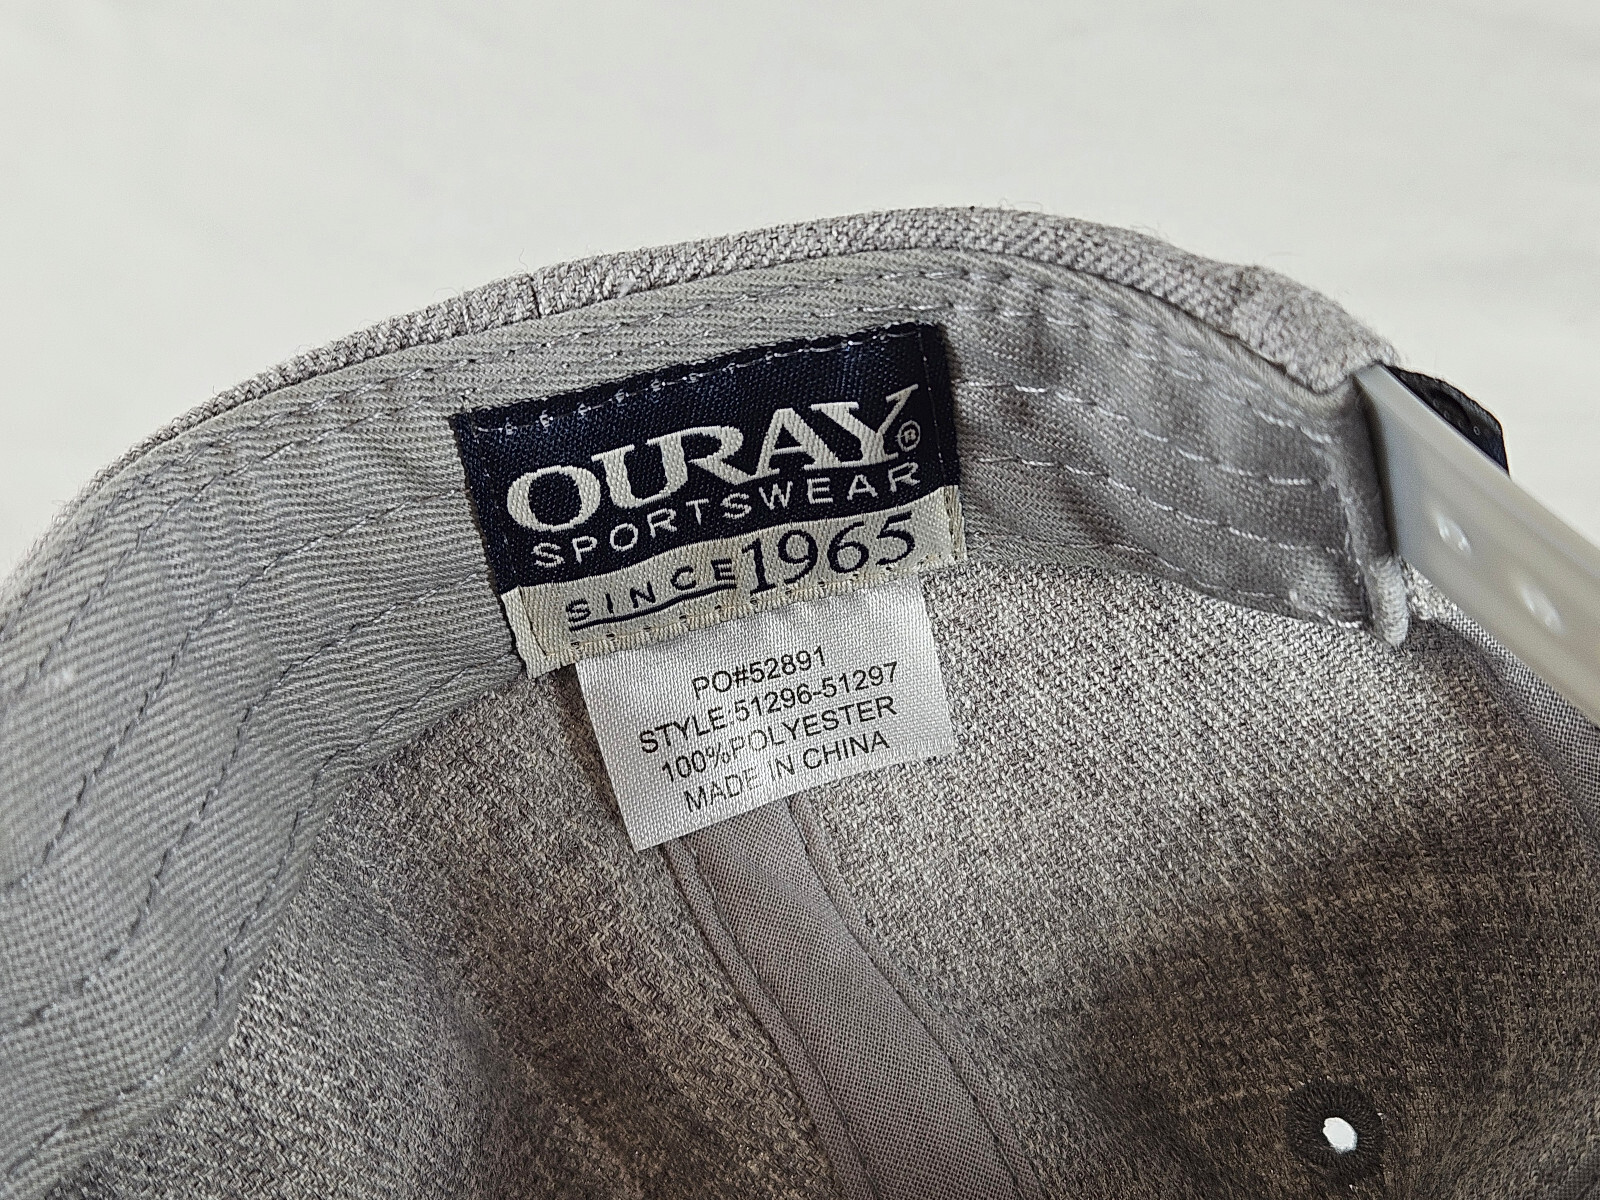 OURAY®
SPORTSWEAR
SINCE 1965
PO#52891
STYLE:51296-51297
100%POLYESTER
MADE IN CHINA